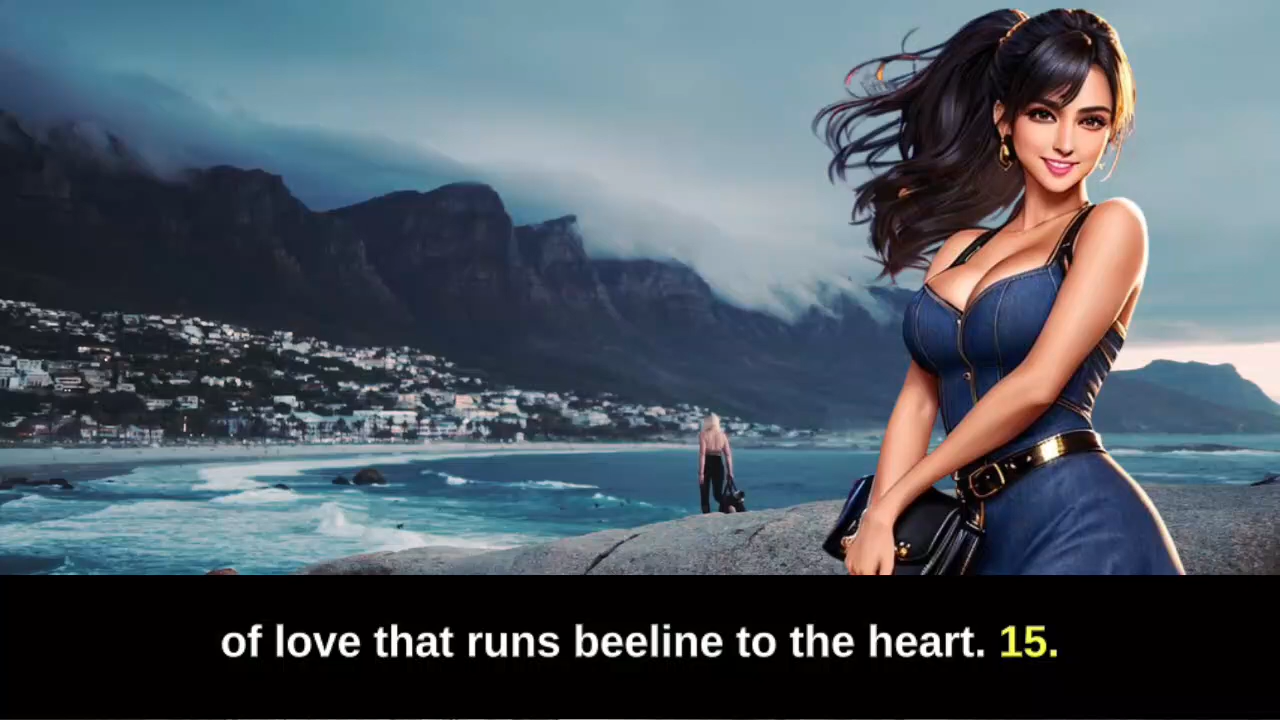 of love that runs beeline to the heart. 15.